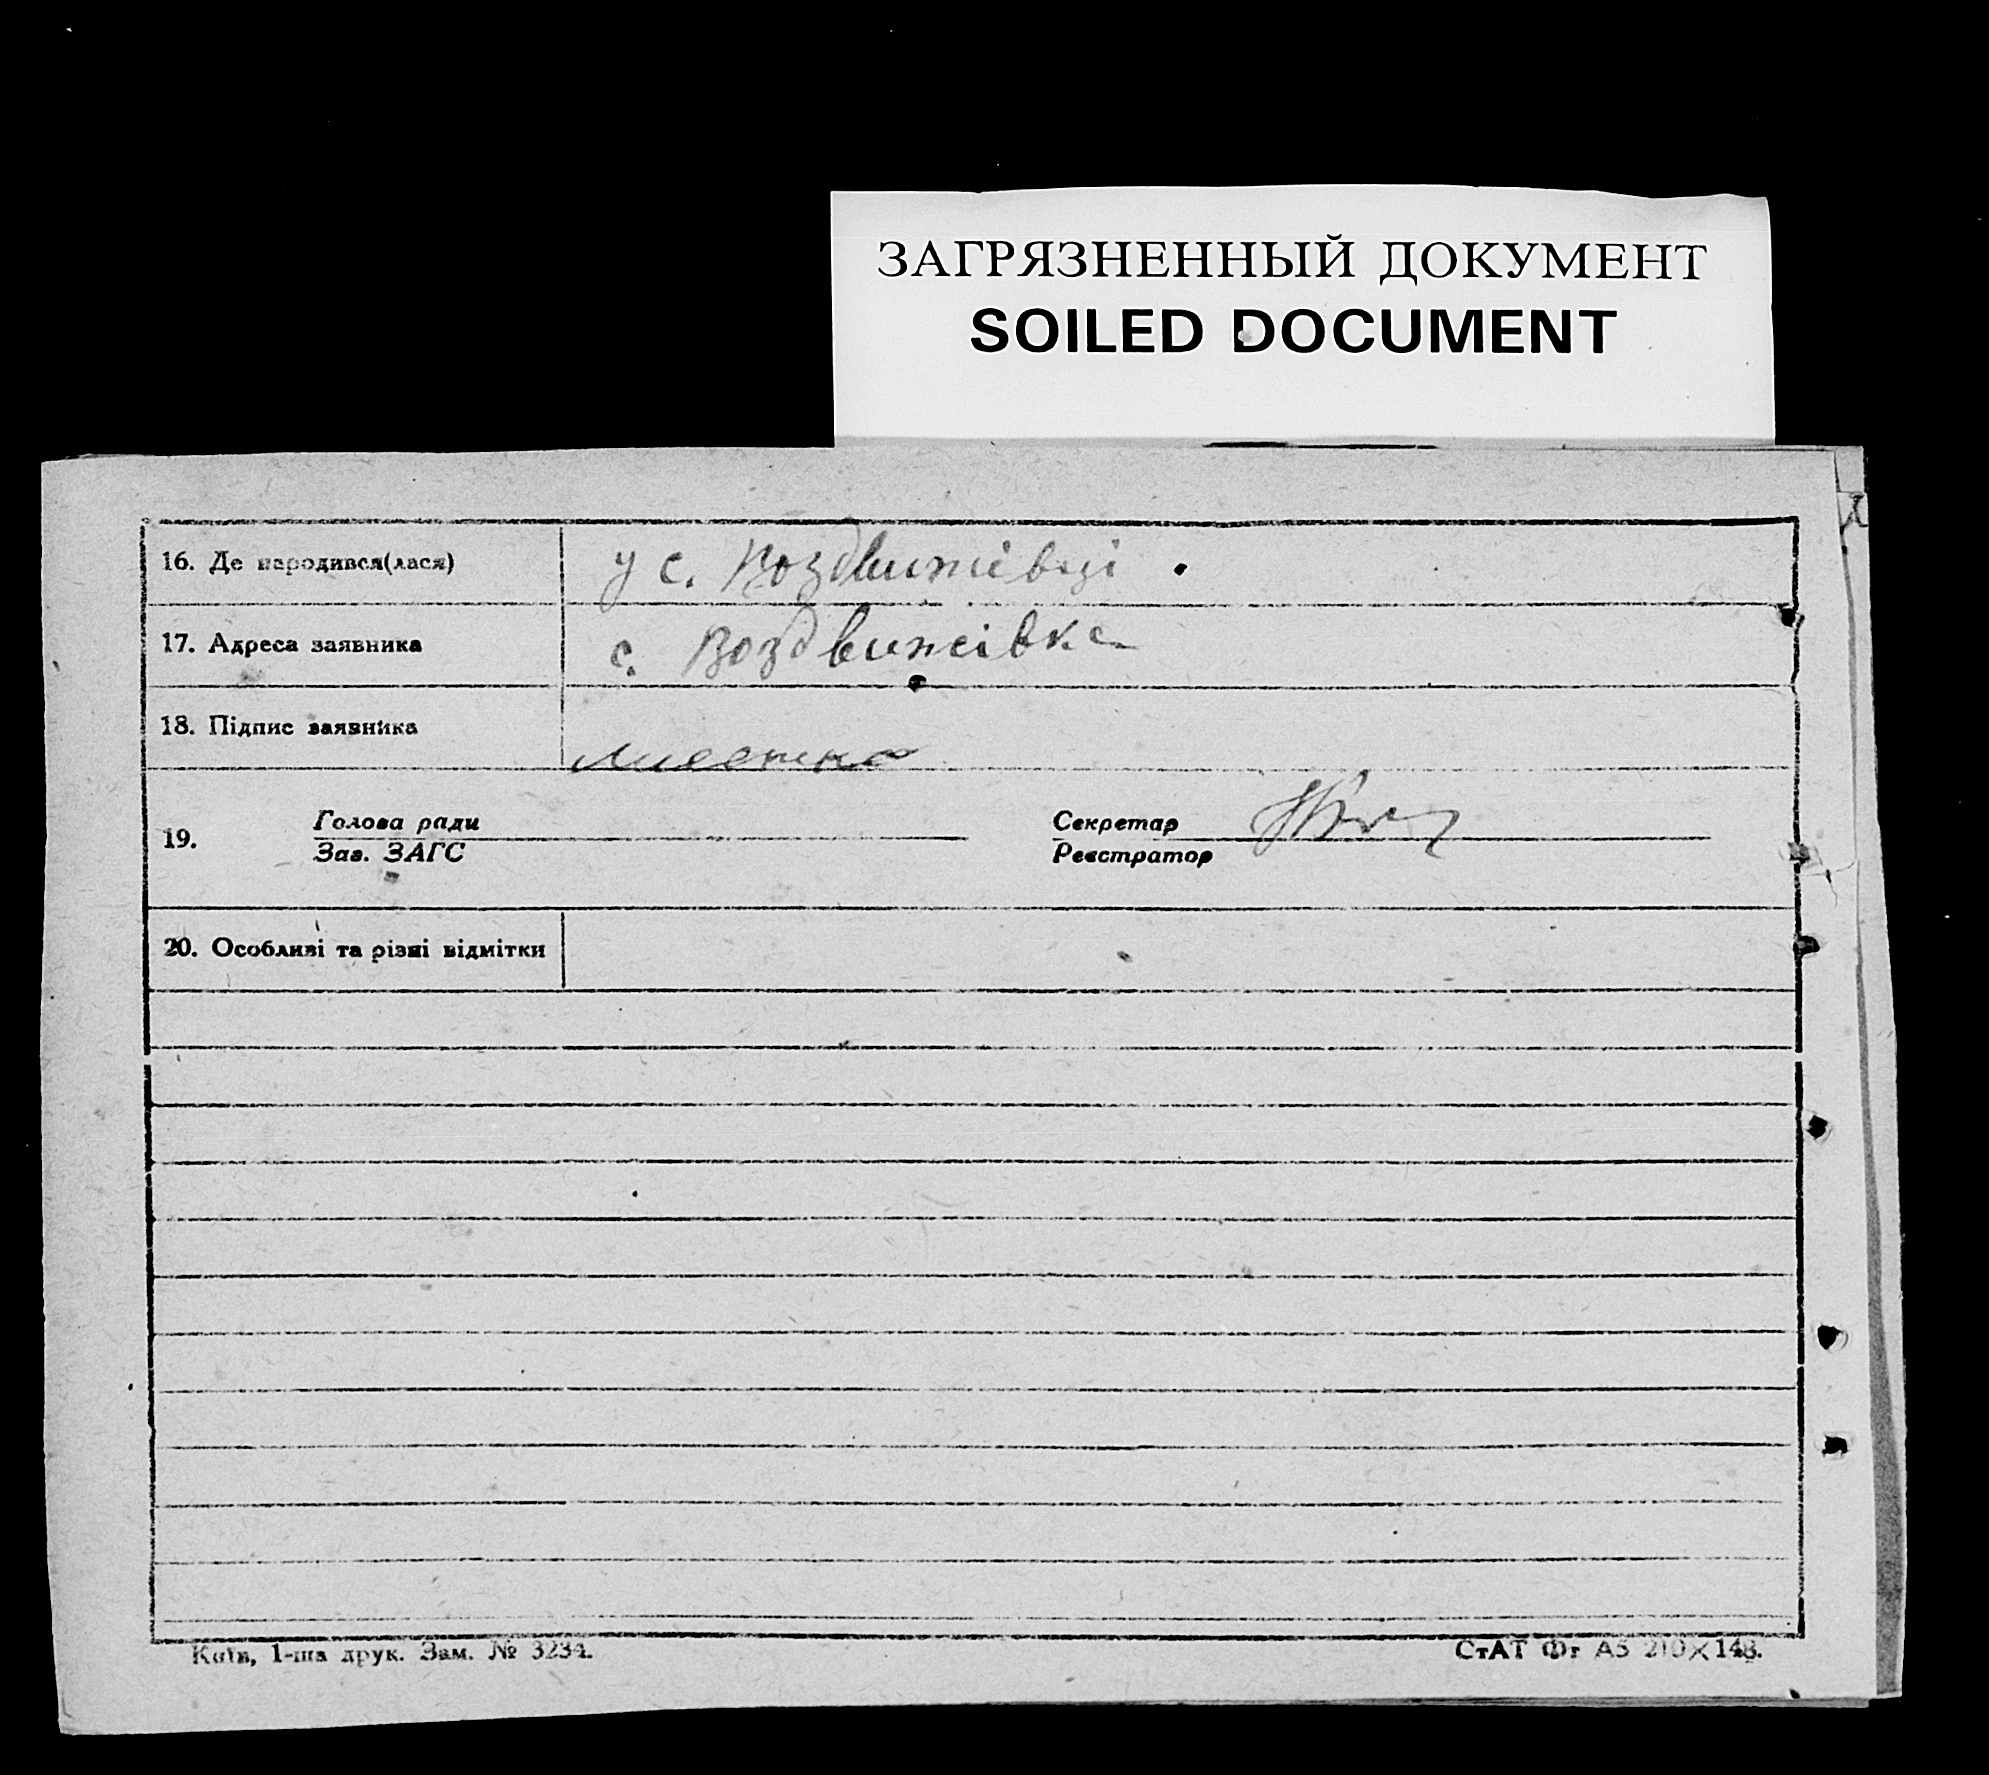 ЗАГРЯЗНЕННЫЙ ДОКУМЕНТ
SOILED DOCUMENT
16. Де народився(лася) у с. Воздвижівці.
17. Адреса заявника с. Воздвижівка
18. Підпис заявника
19. Голова ради Секретар
Зав. ЗАГС Реєстратор
20. Особливі та різні відмітки
Київ, 1-ша друк. Зам. № 3234. СтАТ Фг А5 210×148.